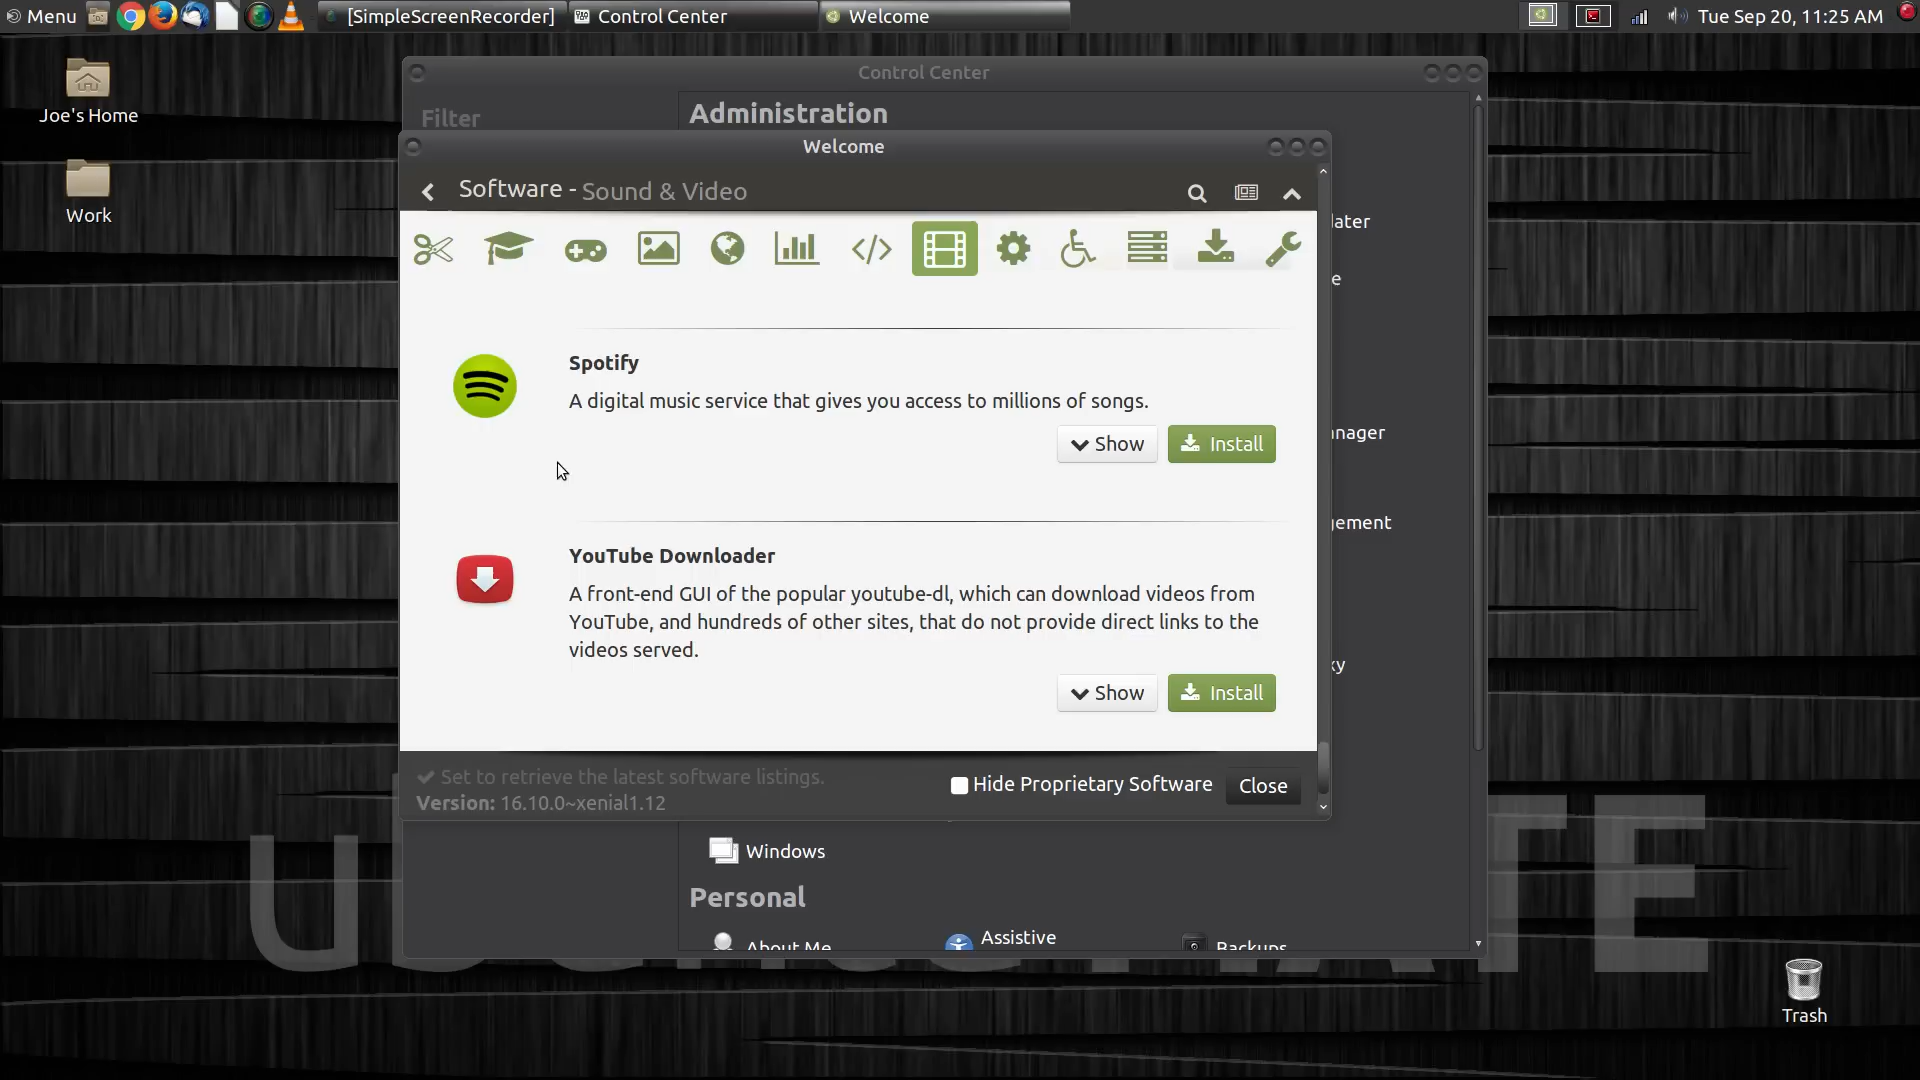 Menu
[SimpleScreenRecorder]
Control Center
Welcome
Tue Sep 20, 11:25 AM
Joe's Home
Work
Control Center
Filter
Administration
Welcome
Software - Sound & Video
Spotify
A digital music service that gives you access to millions of songs.
Show
Install
YouTube Downloader
A front-end GUI of the popular youtube-dl, which can download videos from
YouTube, and hundreds of other sites, that do not provide direct links to the
videos served.
Show
Install
Set to retrieve the latest software listings.
Version: 16.10.0~xenial1.12
Hide Proprietary Software
Close
Windows
Personal
About Me
Assistive
Backups
Trash